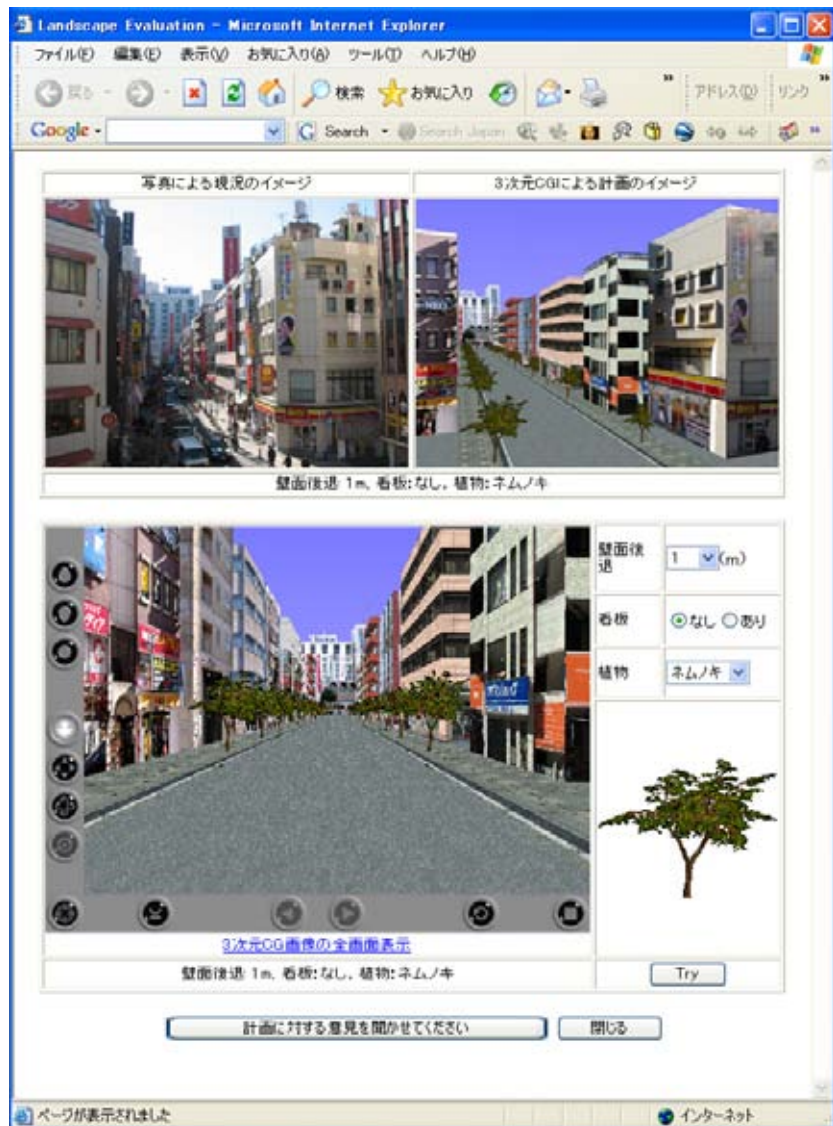 Landscape Evaluation - Microsoft Internet Explorer
ファイル(F) 編集(E) 表示(V) お気に入り(A) ツール(T) ヘルプ(H)
戻る 検索 お気に入り アドレス(D) リンク
Google Search Search Japan
写真による現況のイメージ 3次元CGによる計画のイメージ
壁面後退: 1m, 看板:なし, 植物:ネムノキ
壁面後退 1 (m)
看板 なし あり
植物 ネムノキ
3次元CG画像の全画面表示
壁面後退: 1m, 看板:なし, 植物:ネムノキ
Try
計画に対する意見を聞かせてください 閉じる
ページが表示されました インターネット